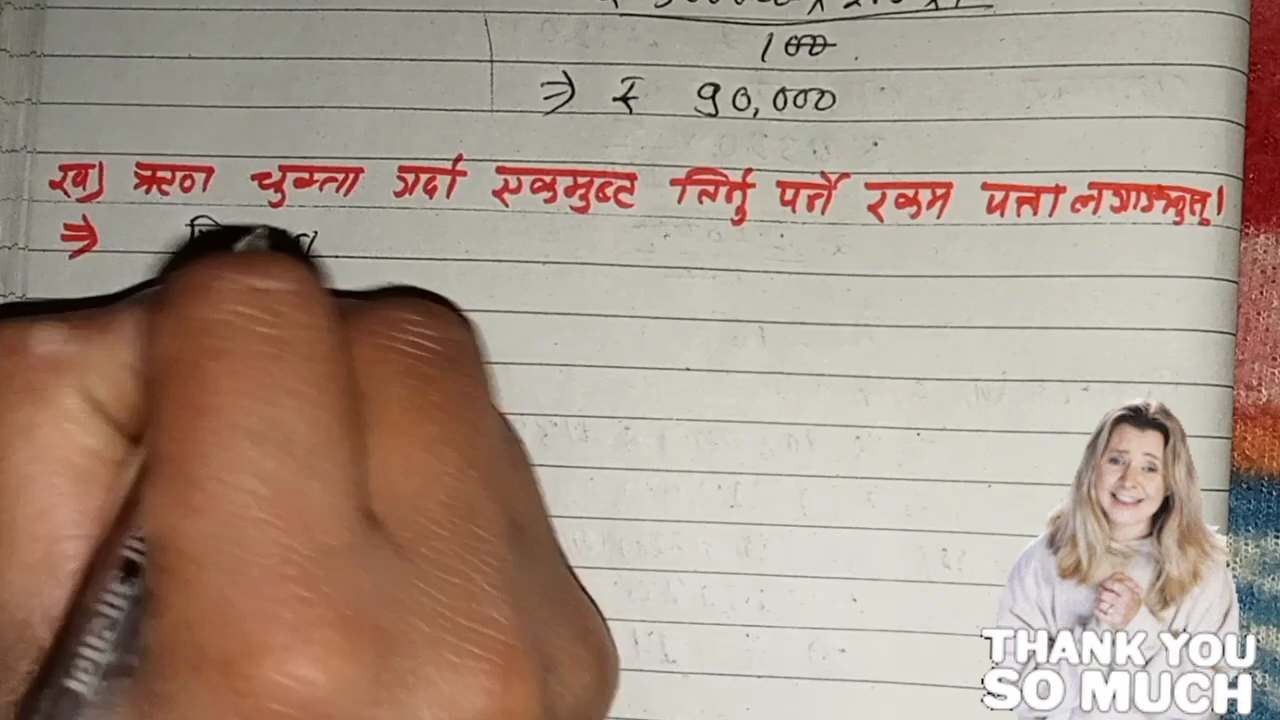 100
⇒ ₹ 90,000
ख) ऋण चुक्ता गर्दा एकमुष्ट तिर्नु पर्ने रकम पत्ता लगाउनुहोस्।
⇒
THANK YOU
SO MUCH